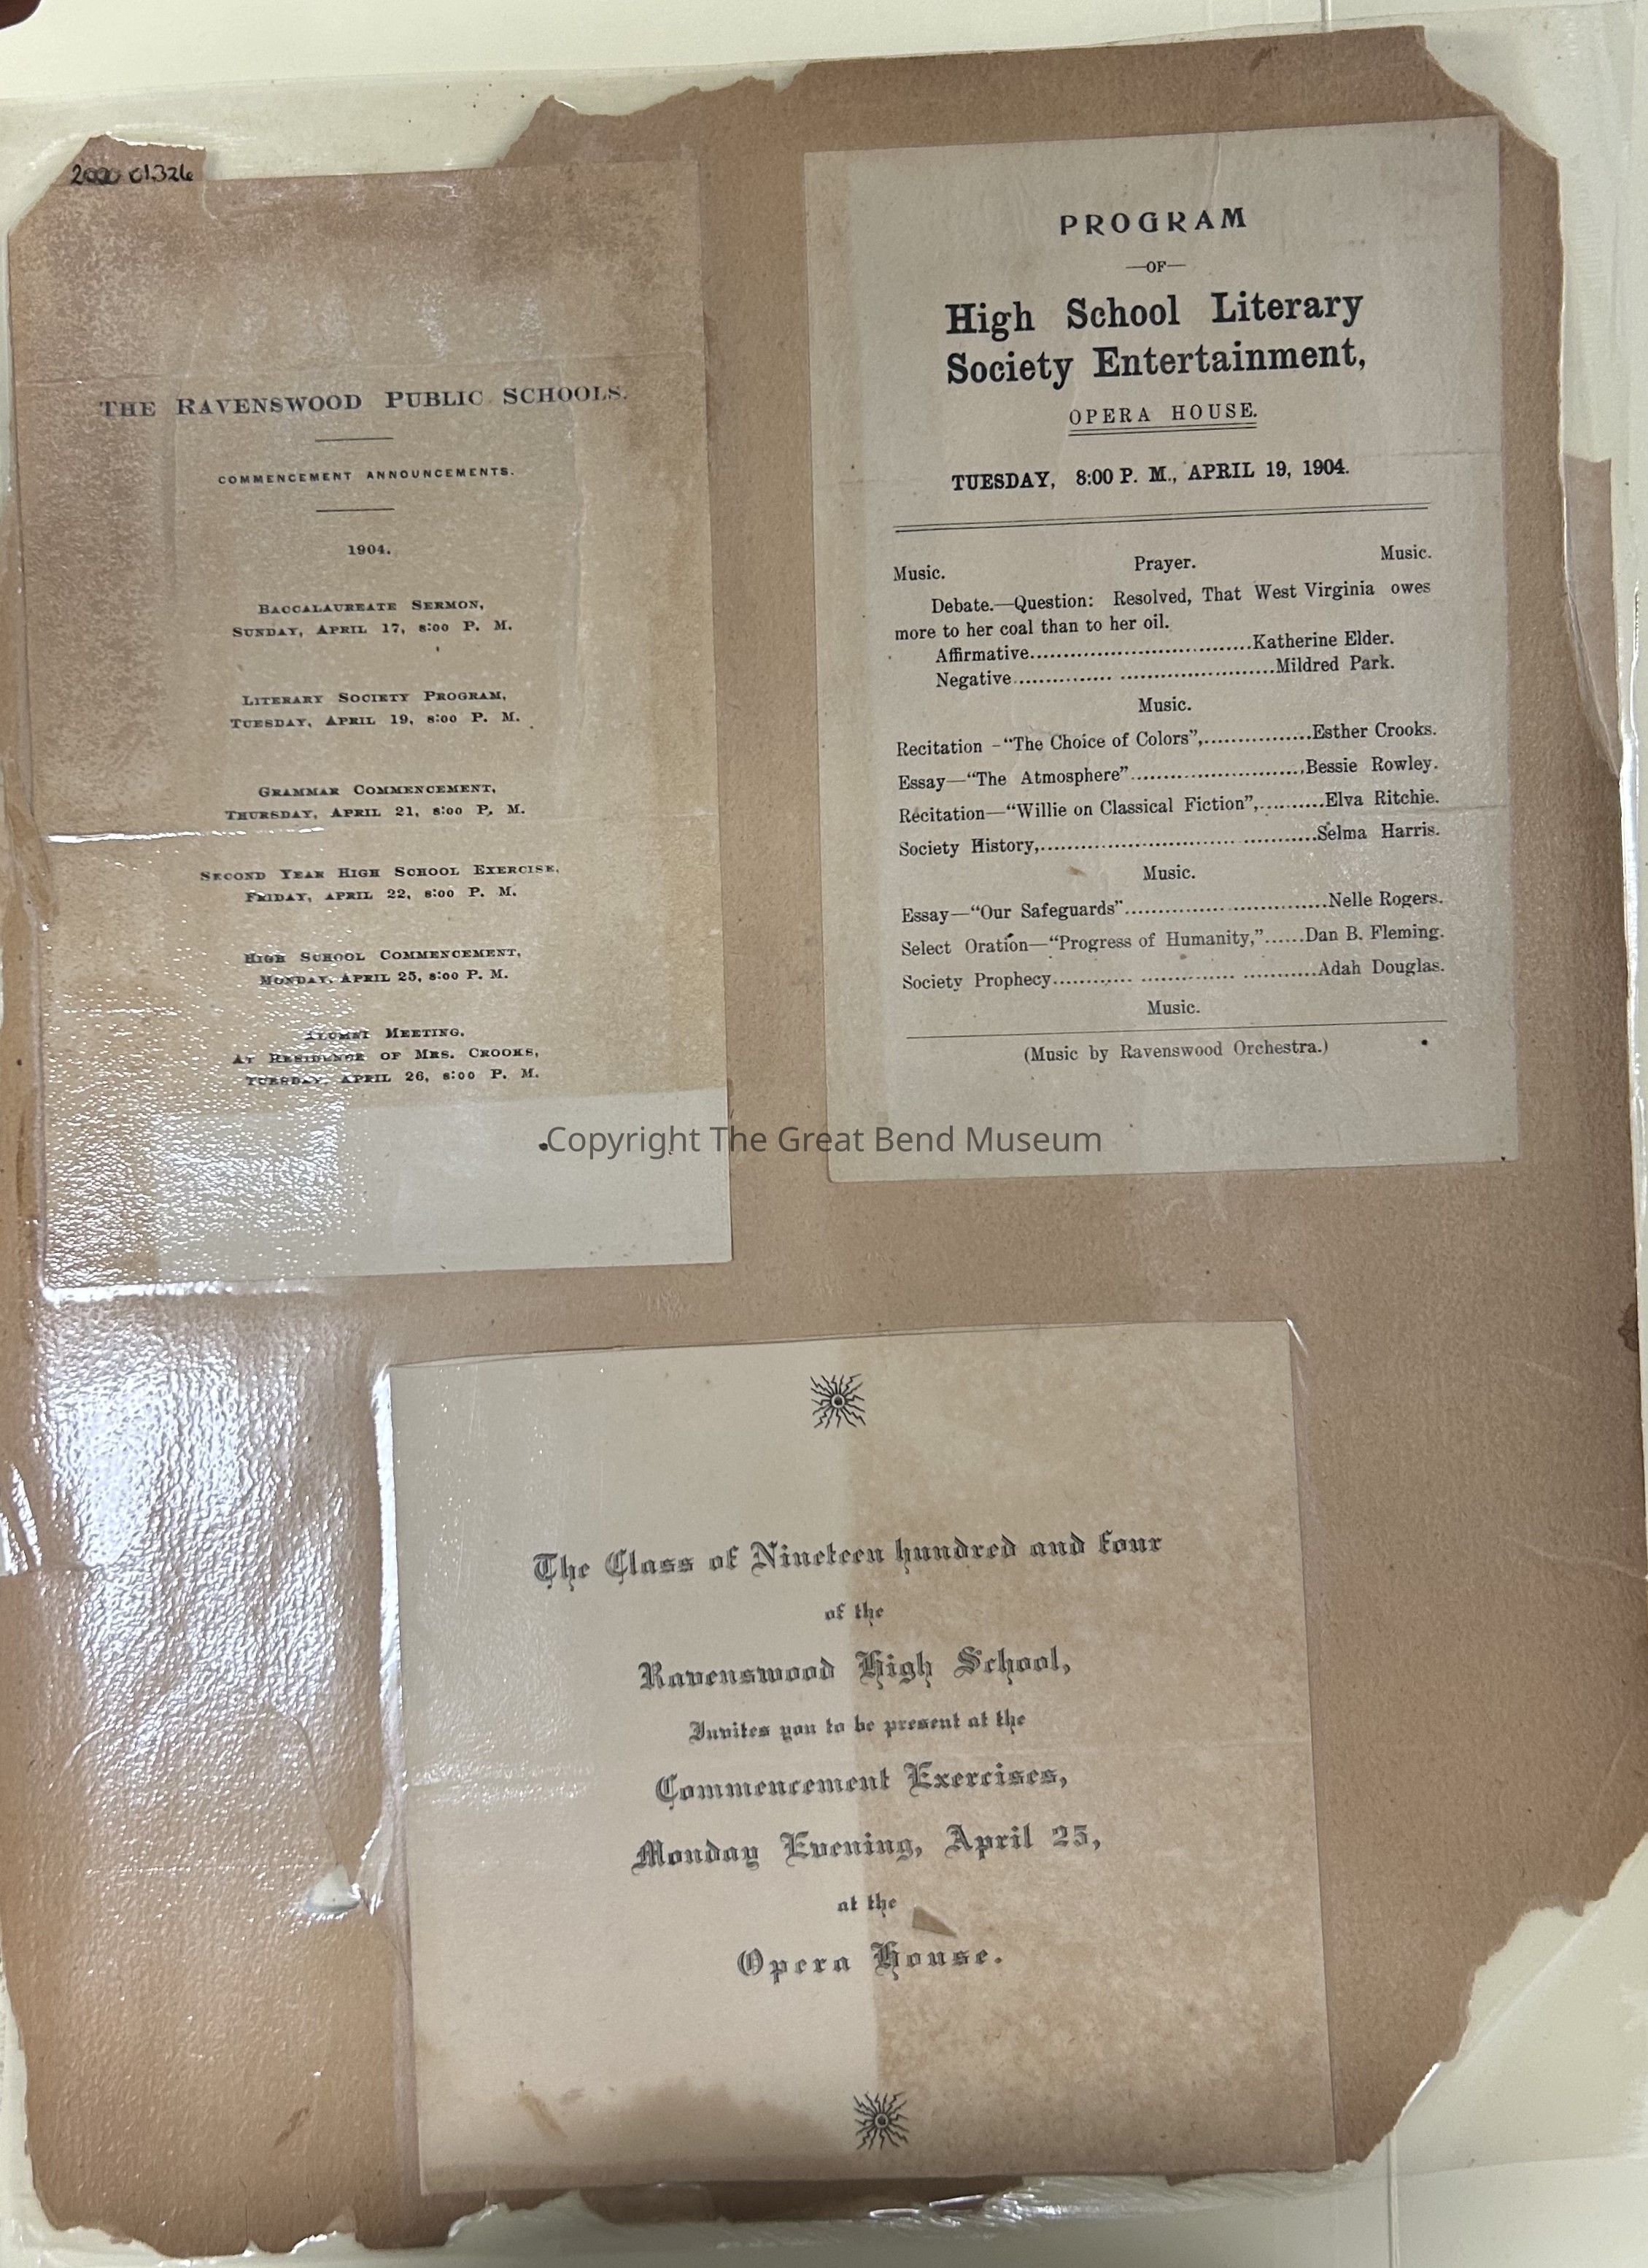 THE RAVENSWOOD PUBLIC SCHOOLS.
COMMENCEMENT ANNOUNCEMENTS.
1904.
BACCALAUREATE SERMON,
SUNDAY, APRIL 17, 8:00 P. M.
LITERARY SOCIETY PROGRAM,
TUESDAY, APRIL 19, 8:00 P. M.
GRAMMAR COMMENCEMENT,
THURSDAY, APRIL 21, 8:00 P. M.
SECOND YEAR HIGH SCHOOL EXERCISE,
FRIDAY, APRIL 22, 8:00 P. M.
HIGH SCHOOL COMMENCEMENT,
MONDAY, APRIL 25, 8:00 P. M.
ALUMNI MEETING,
AT RESIDENCE OF MRS. CROOKS,
TUESDAY, APRIL 26, 8:00 P. M.
PROGRAM
—OF—
High School Literary
Society Entertainment,
OPERA HOUSE.
TUESDAY, 8:00 P. M., APRIL 19, 1904.
Music. Prayer. Music.
Debate.—Question: Resolved, That West Virginia owes
more to her coal than to her oil.
Affirmative....................................Katherine Elder.
Negative........................................Mildred Park.
Music.
Recitation -"The Choice of Colors",................Esther Crooks.
Essay—"The Atmosphere"..........................Bessie Rowley.
Recitation—"Willie on Classical Fiction",..........Elva Ritchie.
Society History,..........................................Selma Harris.
Music.
Essay—"Our Safeguards"..............................Nelle Rogers.
Select Oration—"Progress of Humanity,"......Dan B. Fleming.
Society Prophecy........................................Adah Douglas.
Music.
(Music by Ravenswood Orchestra.)
Copyright The Great Bend Museum
The Class of Nineteen hundred and four
of the
Ravenswood High School,
Invites you to be present at the
Commencement Exercises,
Monday Evening, April 25,
at the
Opera House.